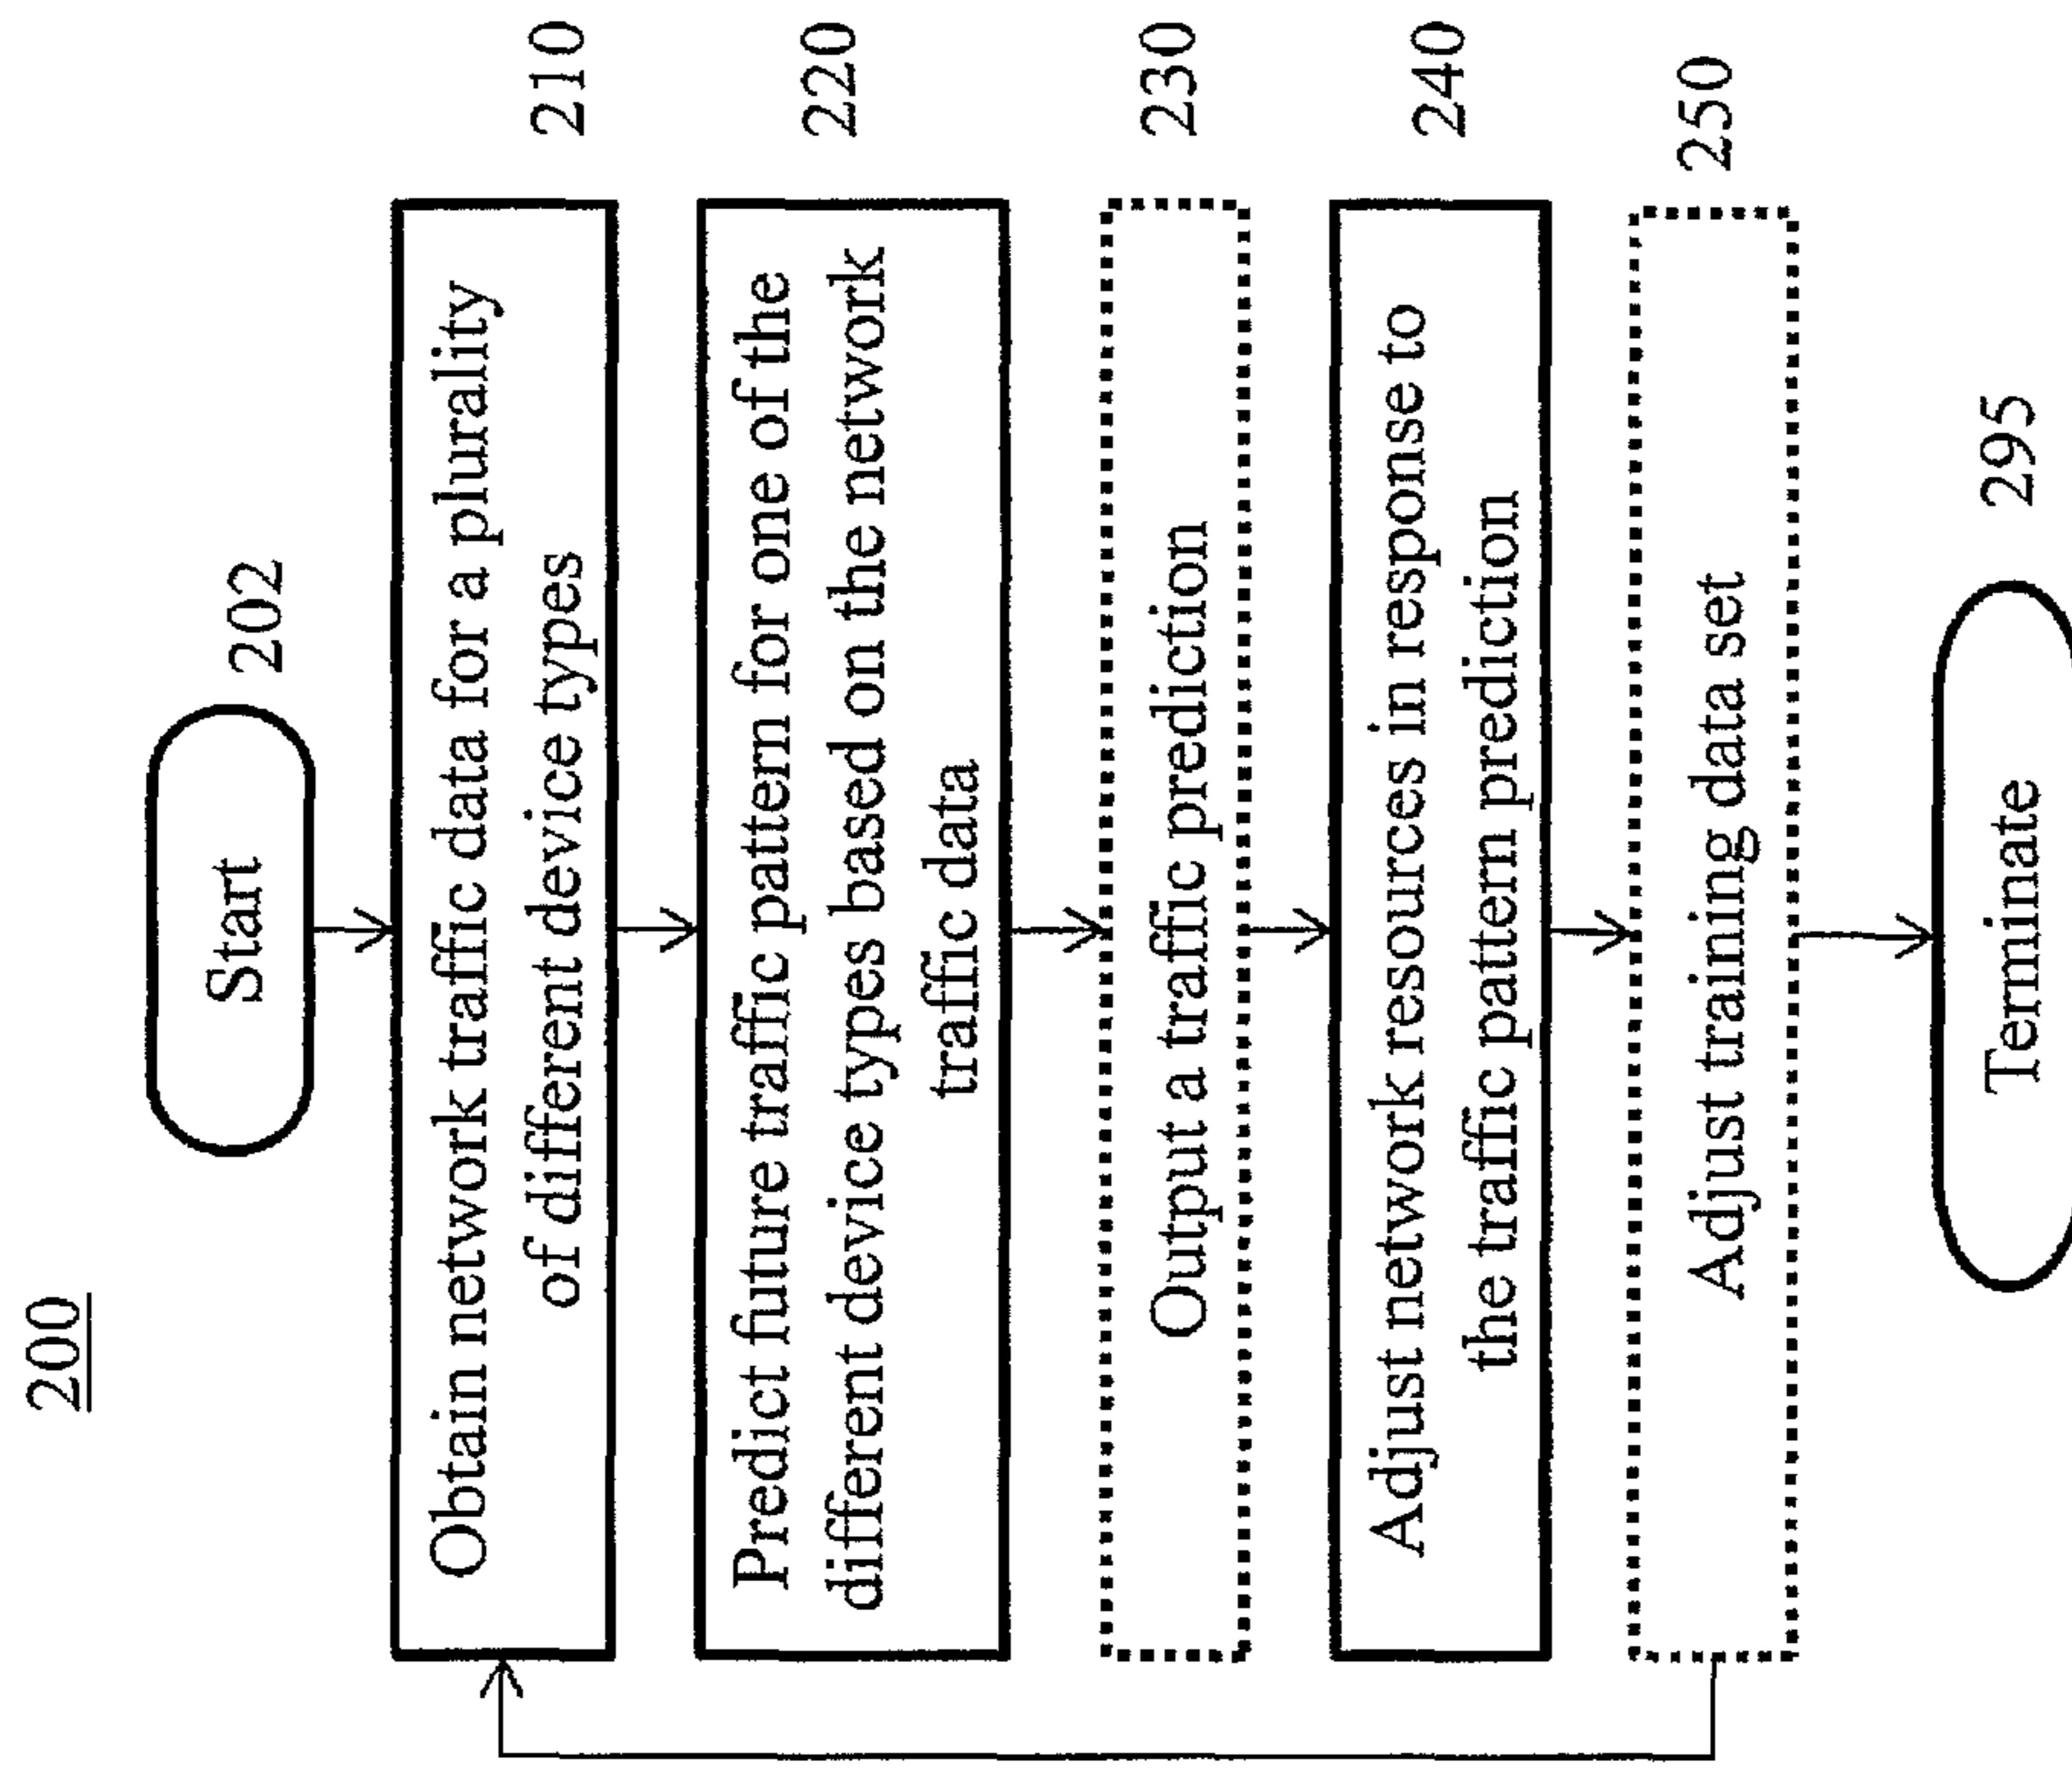 200
Start
202
Obtain network traffic data for a plurality
of different device types
210
Predict future traffic pattern for one of the
different device types based on the network
traffic data
220
Output a traffic prediction
230
Adjust network resources in response to
the traffic pattern prediction
240
Adjust training data set
250
Terminate
295